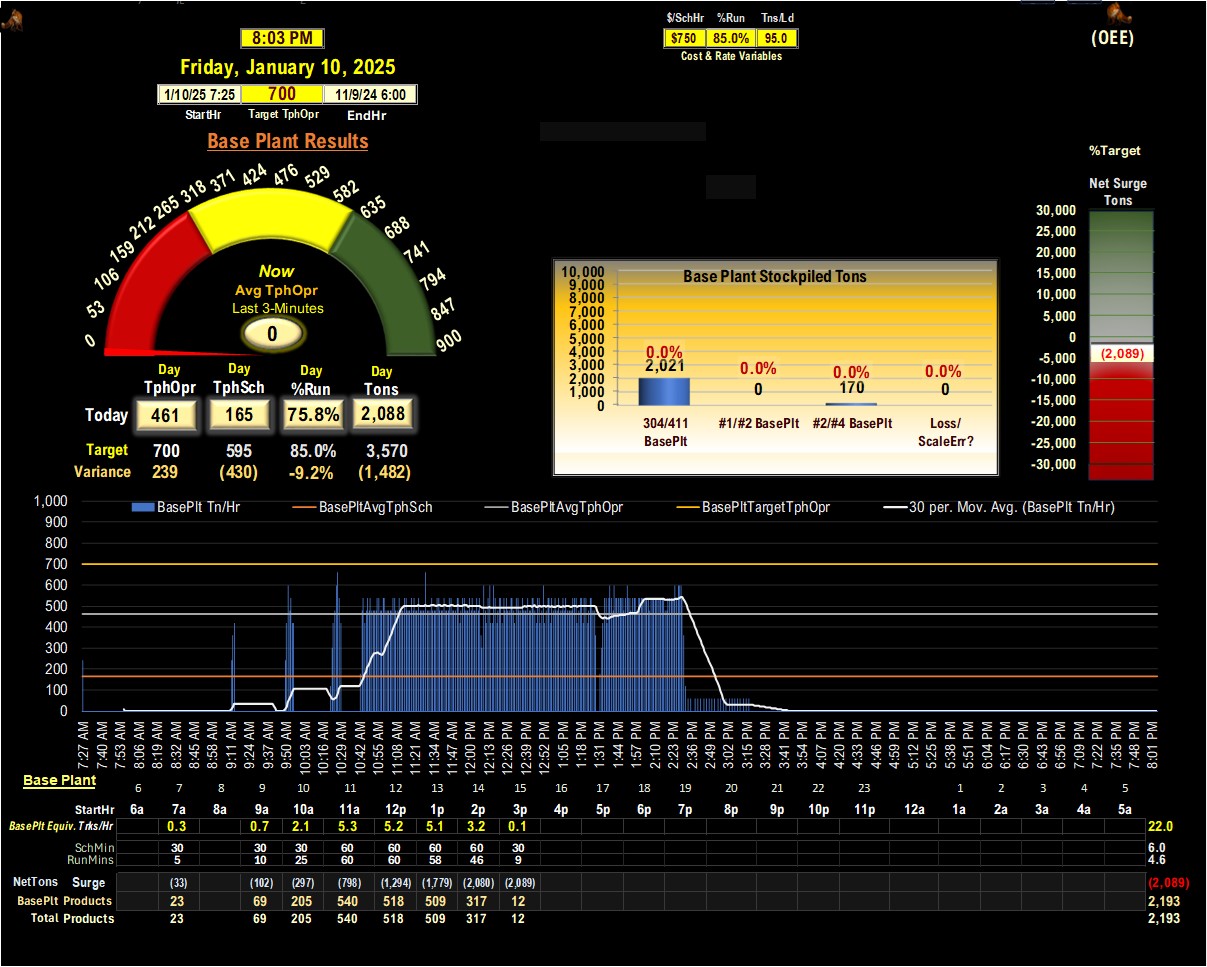 $/SchHr %Run Tns/Ld
$750 85.0% 95.0
Cost & Rate Variables
(OEE)
8:03 PM
Friday, January 10, 2025
1/10/25 7:25 700 11/9/24 6:00
StartHr Target TphOpr EndHr
Base Plant Results
0 53 106 159 212 265 318 371 424 476 529 582 635 688 741 794 847 900
Now
Avg TphOpr
Last 3-Minutes
0
Day Day Day Day
TphOpr TphSch %Run Tons
Today 461 165 75.8% 2,088
Target 700 595 85.0% 3,570
Variance 239 (430) -9.2% (1,482)
Base Plant Stockpiled Tons
10,000
9,000
8,000
7,000
6,000
5,000
4,000
3,000
2,000
1,000
0
0.0% 0.0% 0.0% 0.0%
2,021 0 170 0
304/411 BasePlt
#1/#2 BasePlt
#2/#4 BasePlt
Loss/ ScaleErr?
%Target
Net Surge
Tons
30,000
25,000
20,000
15,000
10,000
5,000
0
-5,000
-10,000
-15,000
-20,000
-25,000
-30,000
(2,089)
BasePlt Tn/Hr BasePltAvgTphSch BasePltAvgTphOpr BasePltTargetTphOpr 30 per. Mov. Avg. (BasePlt Tn/Hr)
1,000
900
800
700
600
500
400
300
200
100
0
7:27 AM 7:40 AM 7:53 AM 8:06 AM 8:19 AM 8:32 AM 8:45 AM 8:58 AM 9:11 AM 9:24 AM 9:37 AM 9:50 AM 10:03 AM 10:16 AM 10:29 AM 10:42 AM 10:55 AM 11:08 AM 11:21 AM 11:34 AM 11:47 AM 12:00 PM 12:13 PM 12:26 PM 12:39 PM 12:52 PM 1:05 PM 1:18 PM 1:31 PM 1:44 PM 1:57 PM 2:10 PM 2:23 PM 2:36 PM 2:49 PM 3:02 PM 3:15 PM 3:28 PM 3:41 PM 3:54 PM 4:07 PM 4:20 PM 4:33 PM 4:46 PM 4:59 PM 5:12 PM 5:25 PM 5:38 PM 5:51 PM 6:04 PM 6:17 PM 6:30 PM 6:43 PM 6:56 PM 7:09 PM 7:22 PM 7:35 PM 7:48 PM 8:01 PM
Base Plant
6 7 8 9 10 11 12 13 14 15 16 17 18 19 20 21 22 23 1 2 3 4 5
StartHr 6a 7a 8a 9a 10a 11a 12p 1p 2p 3p 4p 5p 6p 7p 8p 9p 10p 11p 12a 1a 2a 3a 4a 5a
BasePlt Equiv. Trks/Hr 0.3 0.7 2.1 5.3 5.2 5.1 3.2 0.1 22.0
SchMin 30 30 30 60 60 60 60 30 6.0
RunMins 5 10 25 60 60 58 46 9 4.6
NetTons Surge (33) (102) (297) (798) (1,294) (1,779) (2,080) (2,089) (2,089)
BasePlt Products 23 69 205 540 518 509 317 12 2,193
Total Products 23 69 205 540 518 509 317 12 2,193